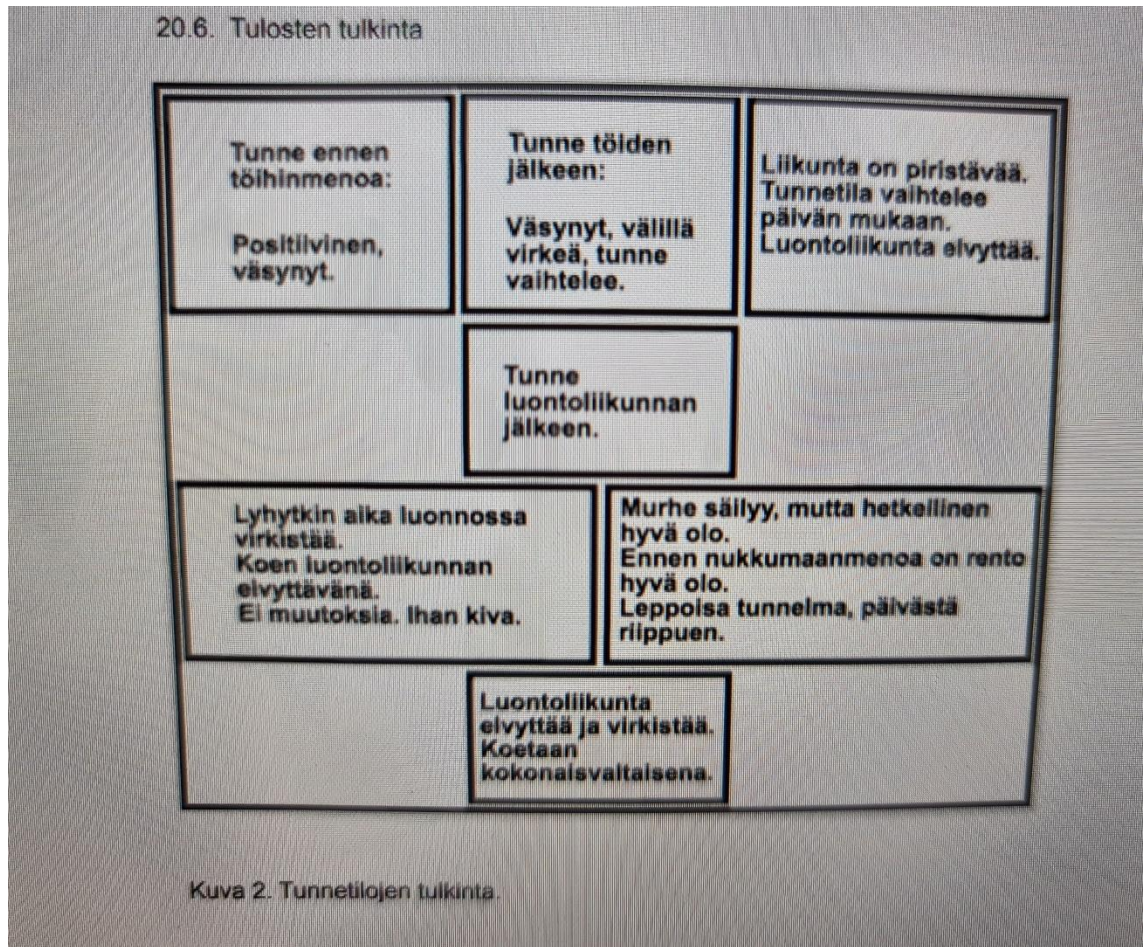 20.6. Tulosten tulkinta
Tunne ennen
töihinmenoa:
Positiivinen,
väsynyt.
Tunne töiden
jälkeen:
Väsynyt, välillä
virkeä, tunne
vaihtelee.
Liikunta on piristävää.
Tunnetila vaihtelee
päivän mukaan.
Luontoliikunta elvyttää.
Tunne
luontoliikunnan
jälkeen.
Lyhytkin aika luonnossa
virkistää.
Koen luontoliikunnan
elvyttävänä.
Ei muutoksia. Ihan kiva.
Murhe säilyy, mutta hetkellinen
hyvä olo.
Ennen nukkumaanmenoa on rento
hyvä olo.
Leppoisa tunnelma, päivästä
riippuen.
Luontoliikunta
elvyttää ja virkistää.
Koetaan
kokonaisvaltaisena.
Kuva 2. Tunnetilojen tulkinta.